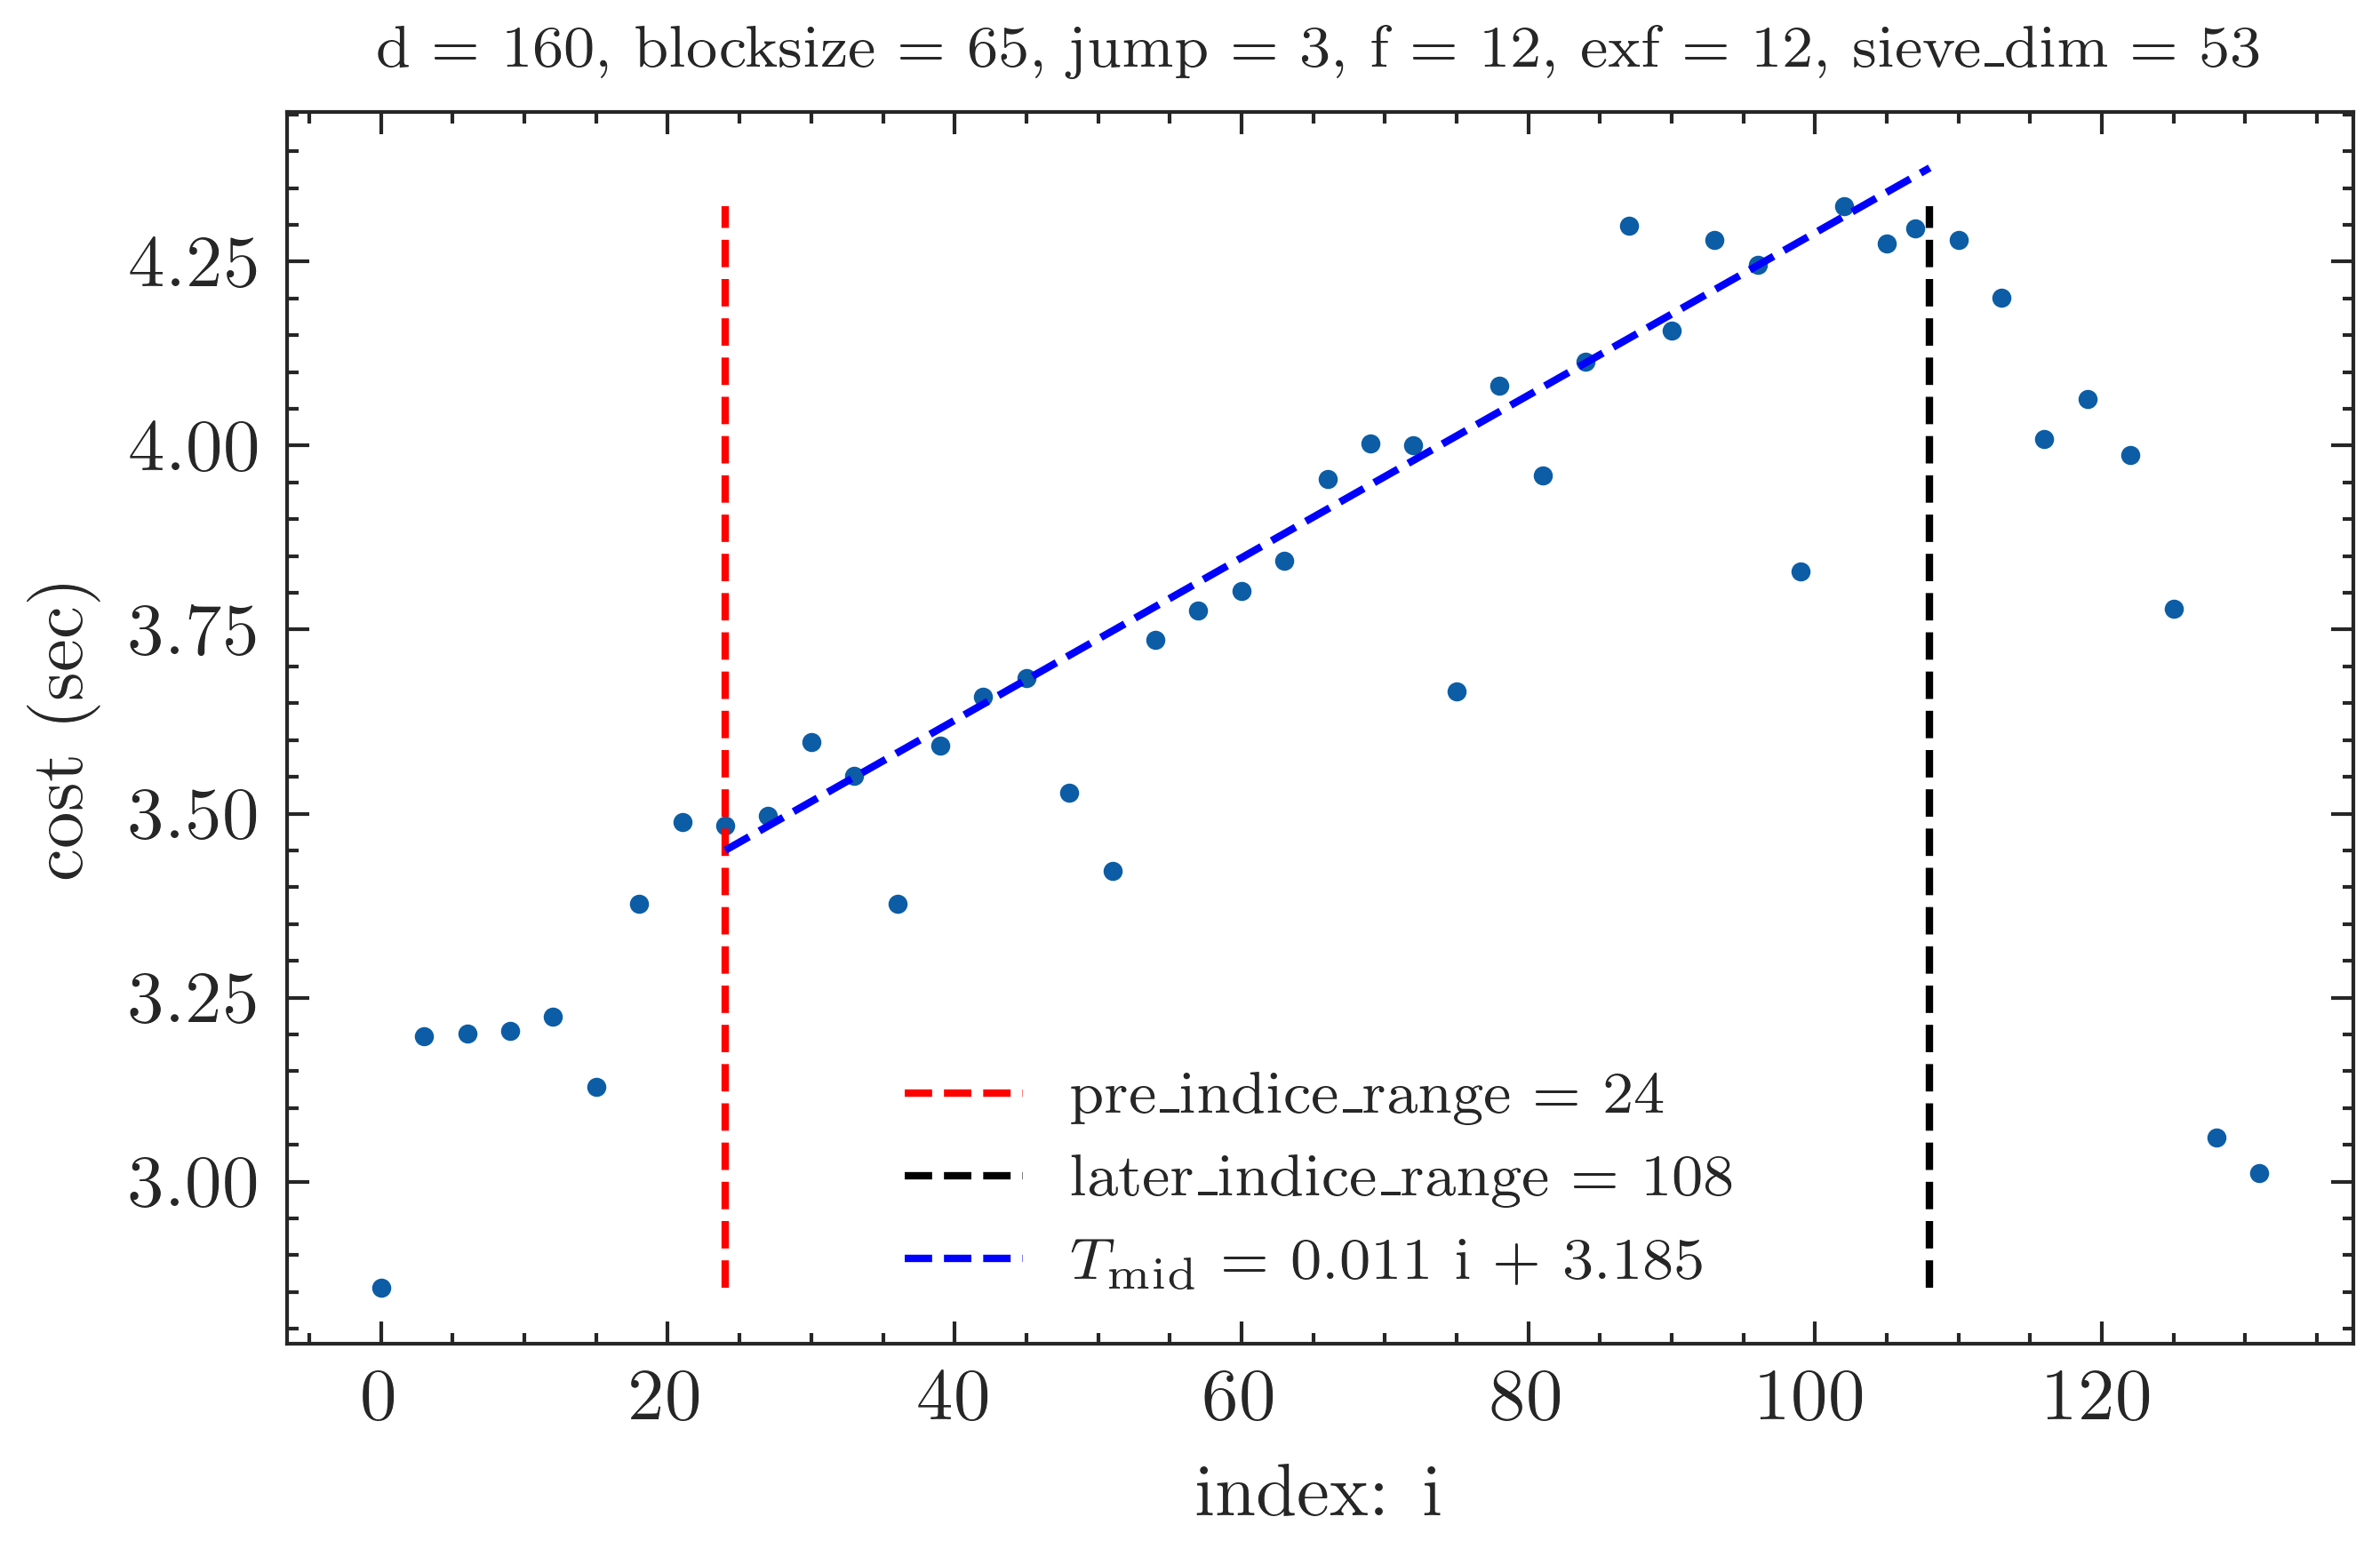 d = 160, blocksize = 65, jump = 3, f = 12, exf = 12, sieve_dim = 53
4.25
4.00
3.75
3.50
3.25
3.00
cost (sec)
pre_indice_range = 24
later_indice_range = 108
T_mid = 0.011 i + 3.185
0 20 40 60 80 100 120
index: i